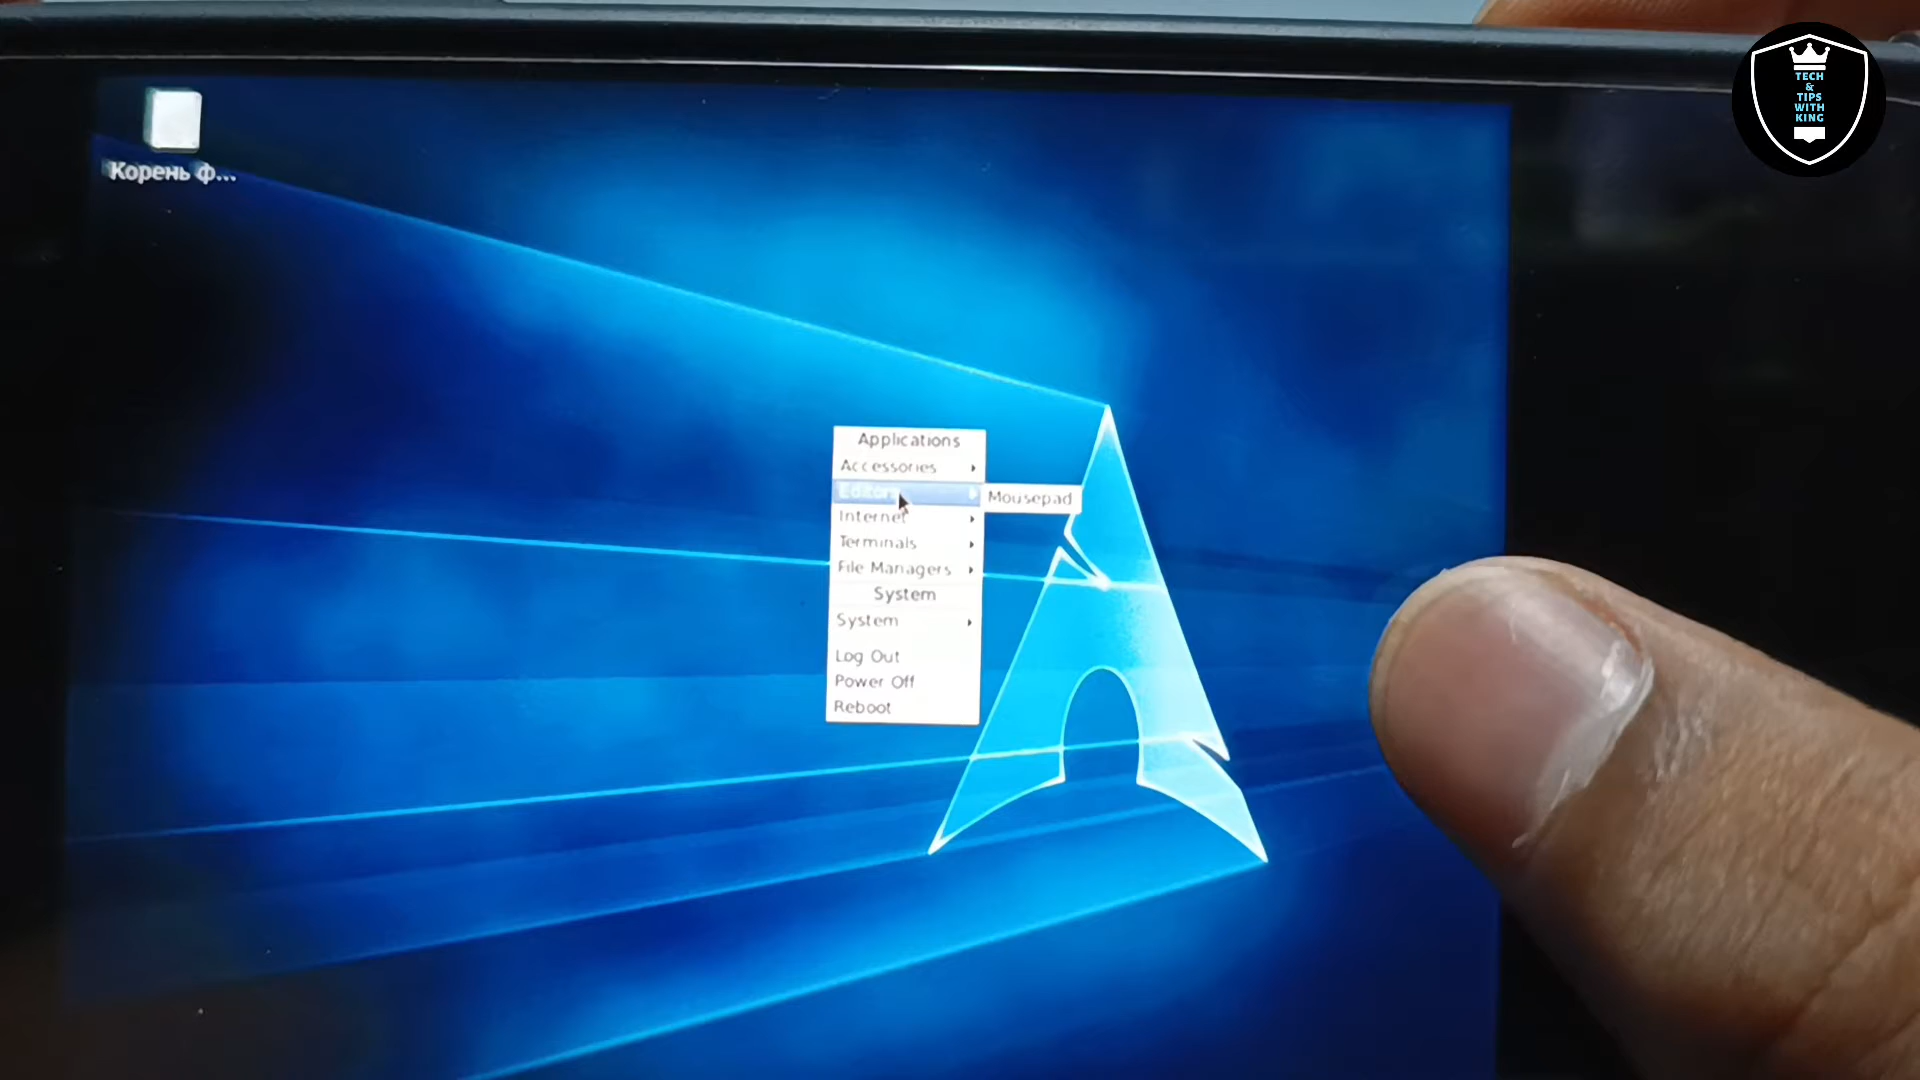 TECH
&
TIPS
WITH
KING
Корень ф...
Applications
Accessories
Editors
Mousepad
Internet
Terminals
File Managers
System
System
Log Out
Power Off
Reboot